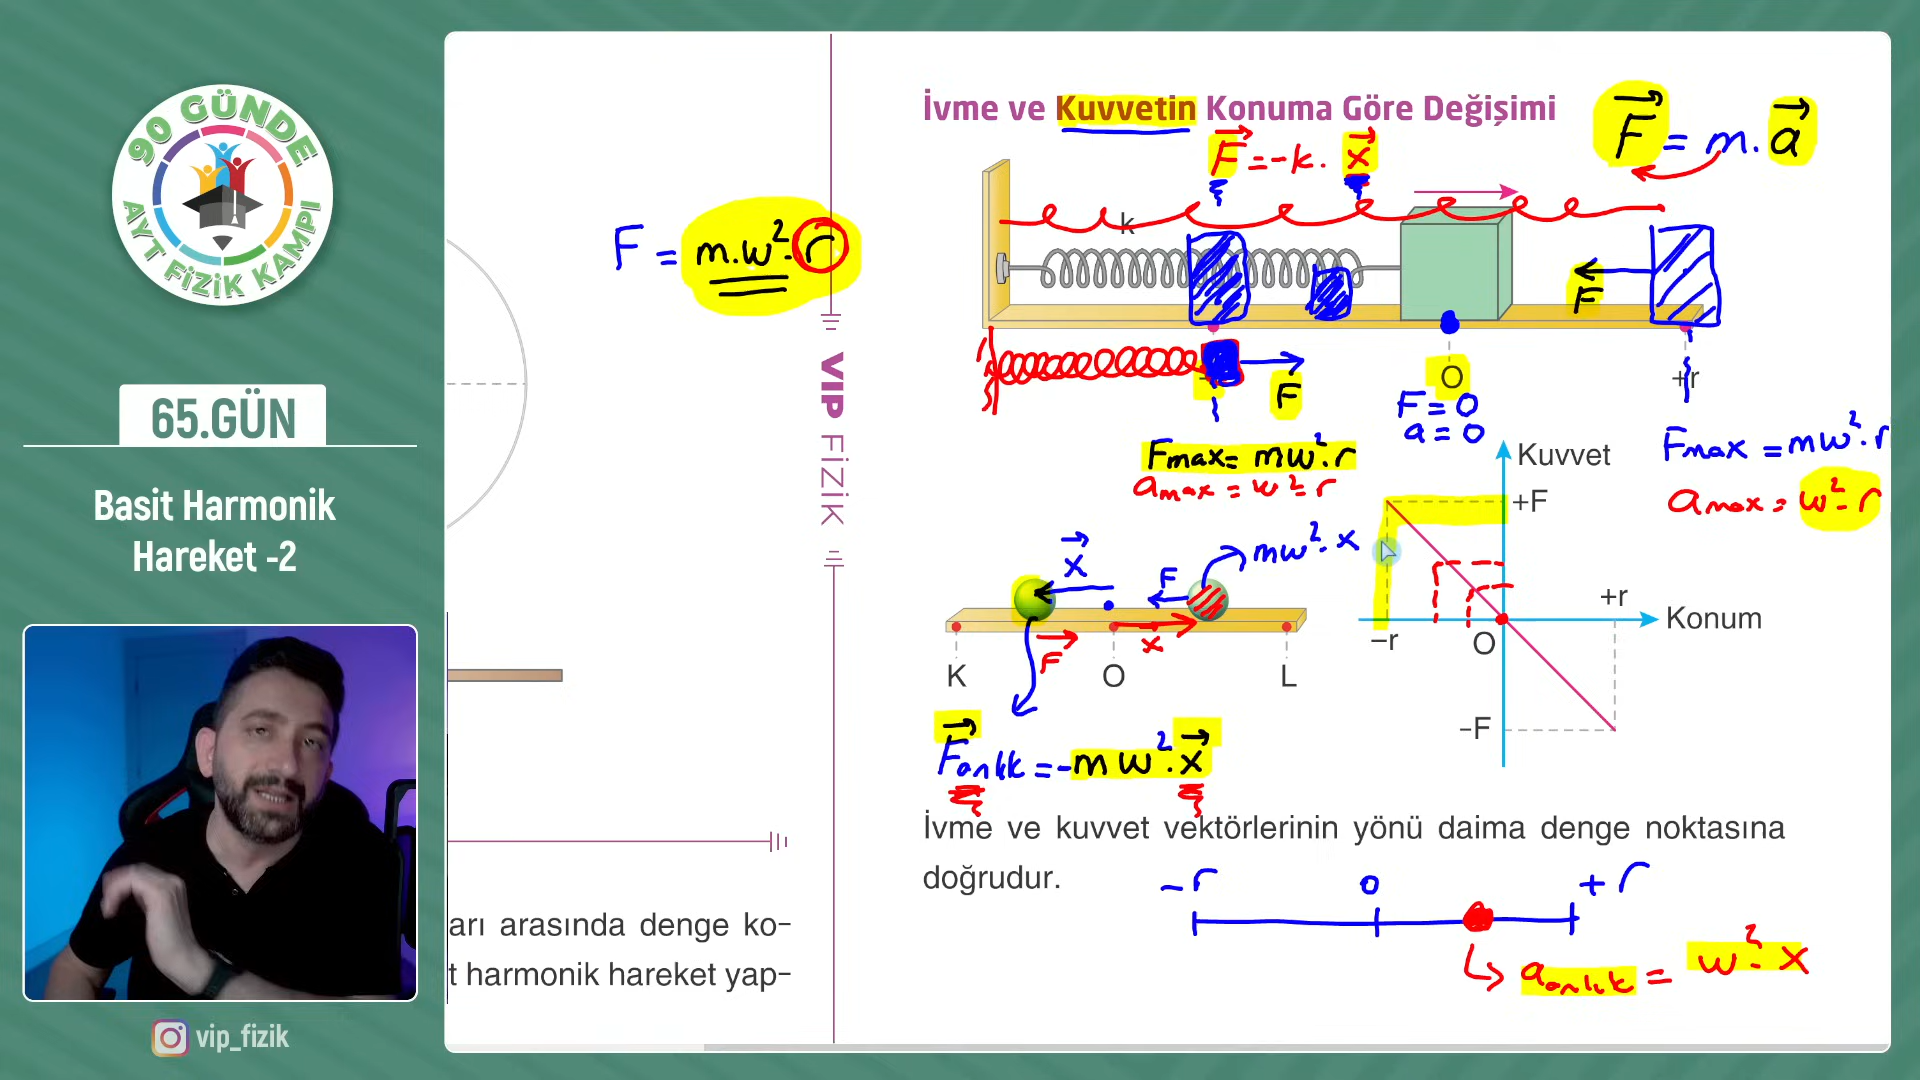 90 GÜNDE
AYT FİZİK KAMPI
65.GÜN
Basit Harmonik
Hareket -2
vip_fizik
F = m.w².r
VIP FİZİK
arı arasında denge ko-
t harmonik hareket yap-
İvme ve Kuvvetin Konuma Göre Değişimi
F = m.a
F = -k.x
k
F
F
O
+r
F = 0
a = 0
Fmax = mw².r
amax = w².r
Fmax = mw².r
amax = w².r
Kuvvet
+F
+r
Konum
-r
O
-F
x
F
mw².x
F
x
K
O
L
Fanlık = -mw².x
İvme ve kuvvet vektörlerinin yönü daima denge noktasına
doğrudur.
-r
0
+r
aanlık = w².x